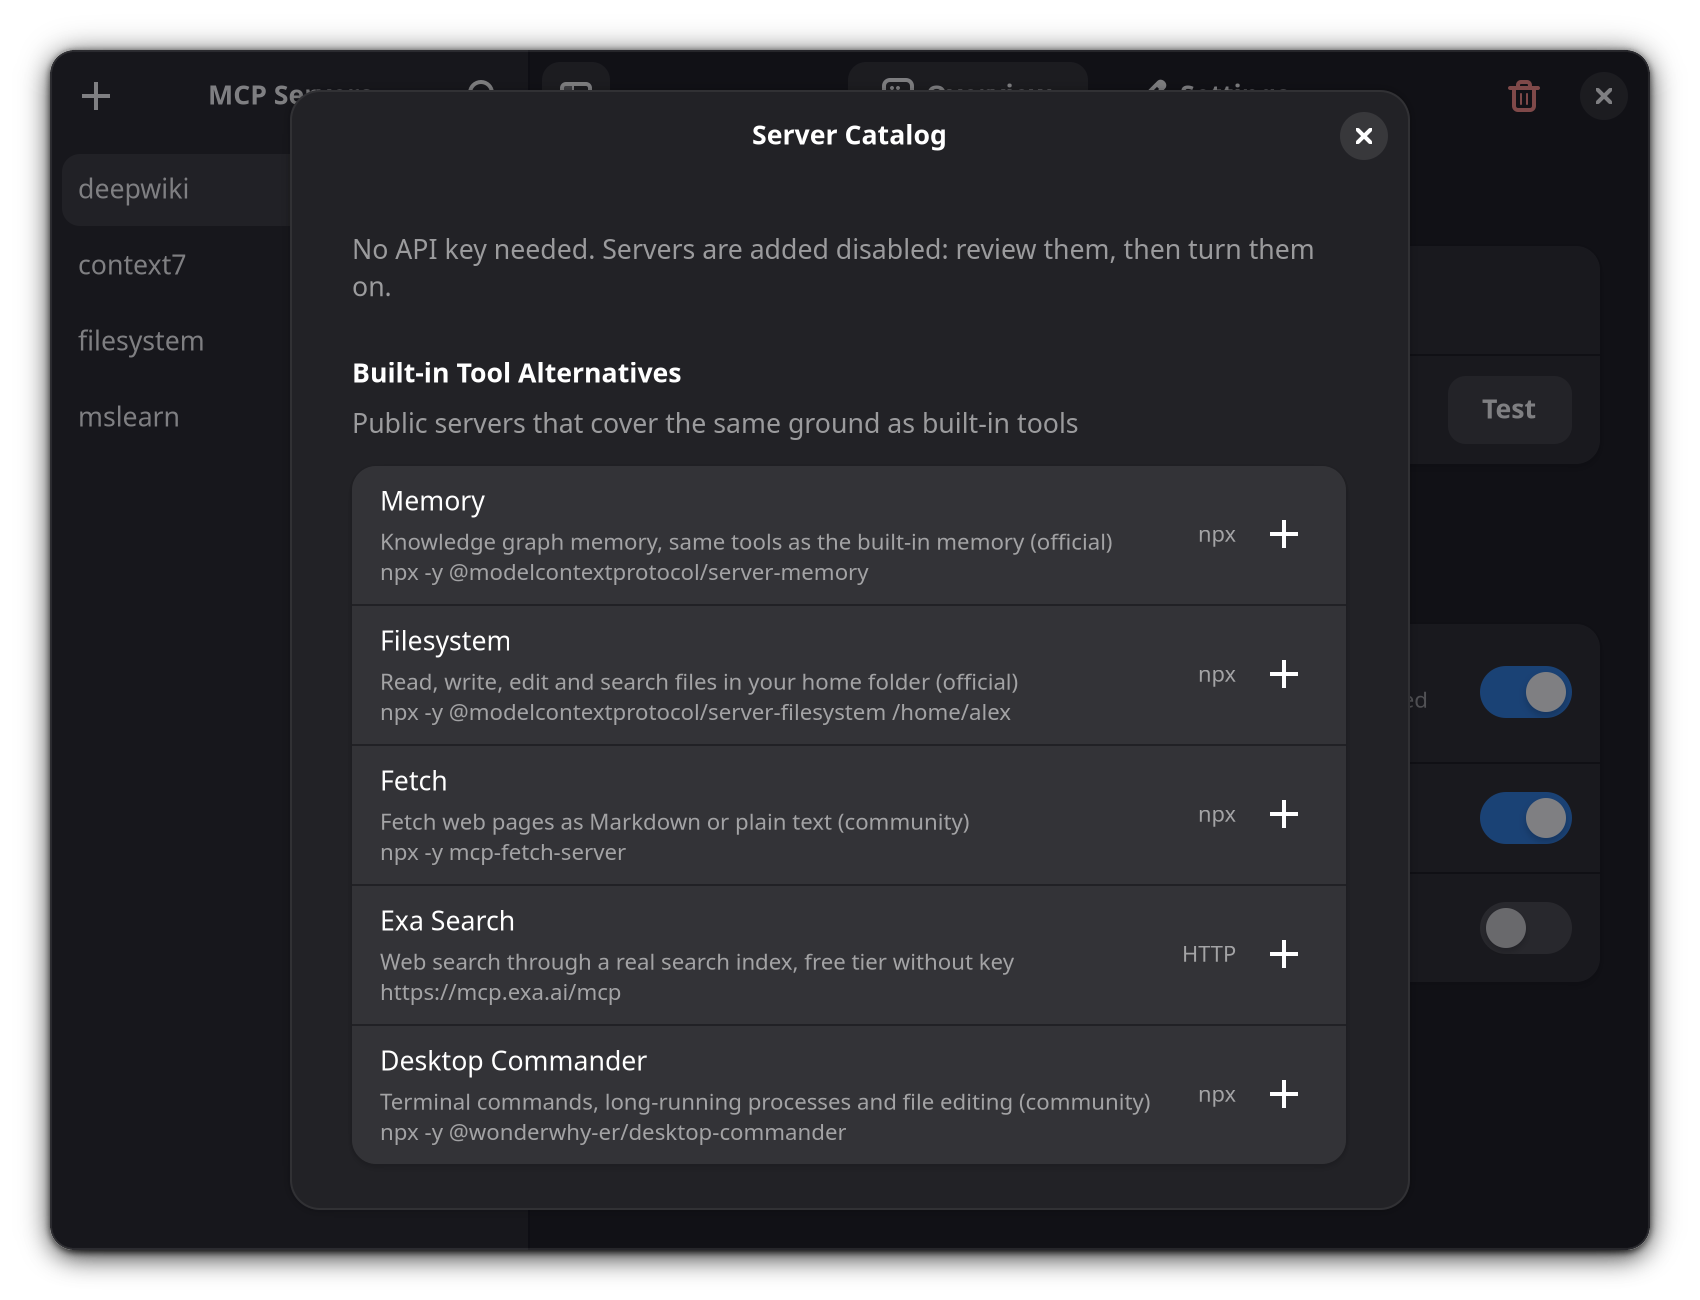 MCP Se
Server Catalog
deepwiki
context7
filesystem
mslearn
No API key needed. Servers are added disabled: review them, then turn them
on.
Test
Built-in Tool Alternatives
Public servers that cover the same ground as built-in tools
Memory
Knowledge graph memory, same tools as the built-in memory (official)
npx -y @modelcontextprotocol/server-memory
npx
Filesystem
Read, write, edit and search files in your home folder (official)
npx -y @modelcontextprotocol/server-filesystem /home/alex
npx
ed
Fetch
Fetch web pages as Markdown or plain text (community)
npx -y mcp-fetch-server
npx
Exa Search
Web search through a real search index, free tier without key
https://mcp.exa.ai/mcp
HTTP
Desktop Commander
Terminal commands, long-running processes and file editing (community)
npx -y @wonderwhy-er/desktop-commander
npx